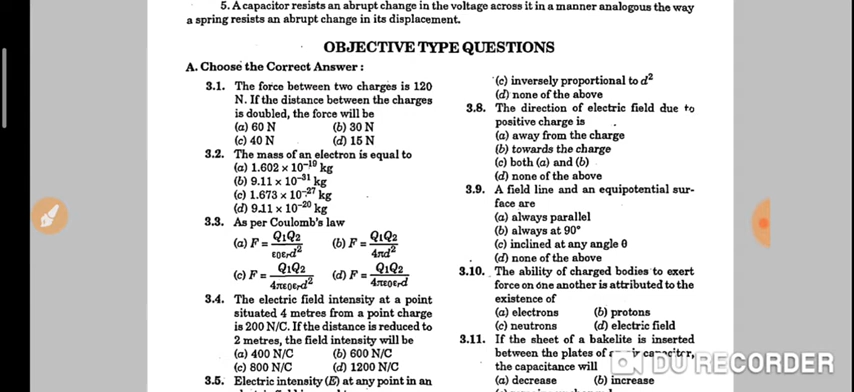 5. A capacitor resists an abrupt change in the voltage across it in a manner analogous the way
a spring resists an abrupt change in its displacement.
OBJECTIVE TYPE QUESTIONS
A. Choose the Correct Answer :
3.1. The force between two charges is 120
N. If the distance between the charges
is doubled, the force will be
(a) 60 N (b) 30 N
(c) 40 N (d) 15 N
3.2. The mass of an electron is equal to
(a) 1.602 × 10⁻¹⁹ kg
(b) 9.11 × 10⁻³¹ kg
(c) 1.673 × 10⁻²⁷ kg
(d) 9.11 × 10⁻²⁰ kg
3.3. As per Coulomb's law
(a) F = Q₁Q₂/ε₀εᵣd² (b) F = Q₁Q₂/4πd²
(c) F = Q₁Q₂/4πε₀εᵣd² (d) F = Q₁Q₂/4πε₀εᵣd
3.4. The electric field intensity at a point
situated 4 metres from a point charge
is 200 N/C. If the distance is reduced to
2 metres, the field intensity will be
(a) 400 N/C (b) 600 N/C
(c) 800 N/C (d) 1200 N/C
3.5. Electric intensity (E) at any point in an
(c) inversely proportional to d²
(d) none of the above
3.8. The direction of electric field due to
positive charge is
(a) away from the charge
(b) towards the charge
(c) both (a) and (b)
(d) none of the above
3.9. A field line and an equipotential sur-
face are
(a) always parallel
(b) always at 90°
(c) inclined at any angle θ
(d) none of the above
3.10. The ability of charged bodies to exert
force on one another is attributed to the
existence of
(a) electrons (b) protons
(c) neutrons (d) electric field
3.11. If the sheet of a bakelite is inserted
between the plates of capacitor,
the capacitance will
(a) decrease (b) increase
DU RECORDER